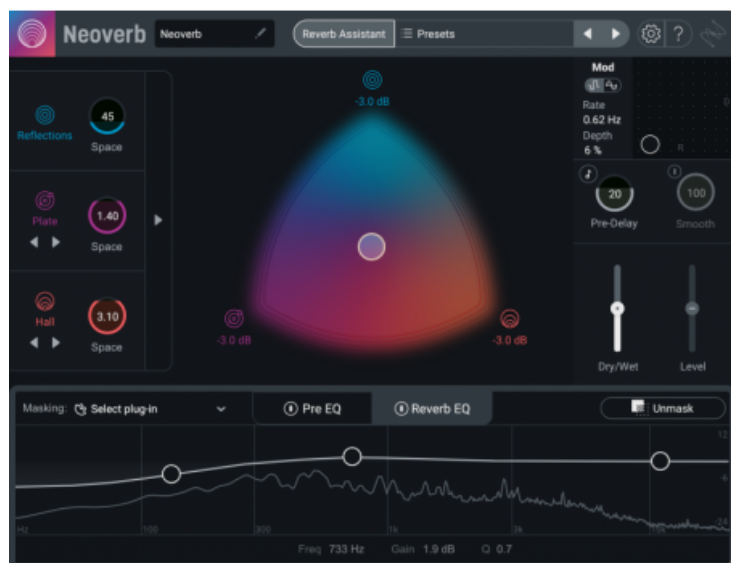 Neoverb
Neoverb
Reverb Assistant
Presets
?
Reflections
45
Space
Plate
1.40
Space
Hall
3.10
Space
-3.0 dB
-3.0 dB
-3.0 dB
Mod
Rate
0.62 Hz
Depth
6 %
R
20
Pre-Delay
100
Smooth
Dry/Wet
Level
Masking: Select plug-in
Pre EQ
Reverb EQ
Unmask
12
-6
-24
Hz
100
300
1k
3k
Freq 733 Hz Gain 1.9 dB Q 0.7